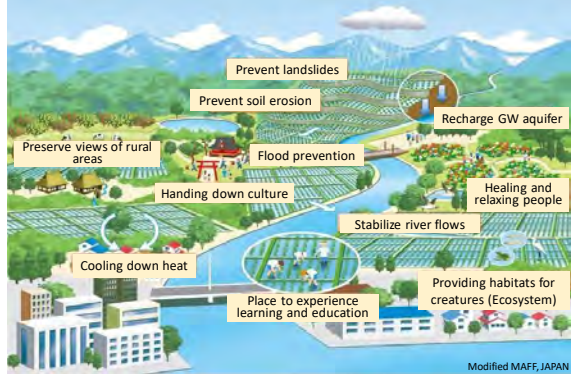 Prevent landslides
Prevent soil erosion
Recharge GW aquifer
Preserve views of rural
areas
Flood prevention
Handing down culture
Healing and
relaxing people
Stabilize river flows
Cooling down heat
Providing habitats for
creatures (Ecosystem)
Place to experience
learning and education
Modified MAFF, JAPAN